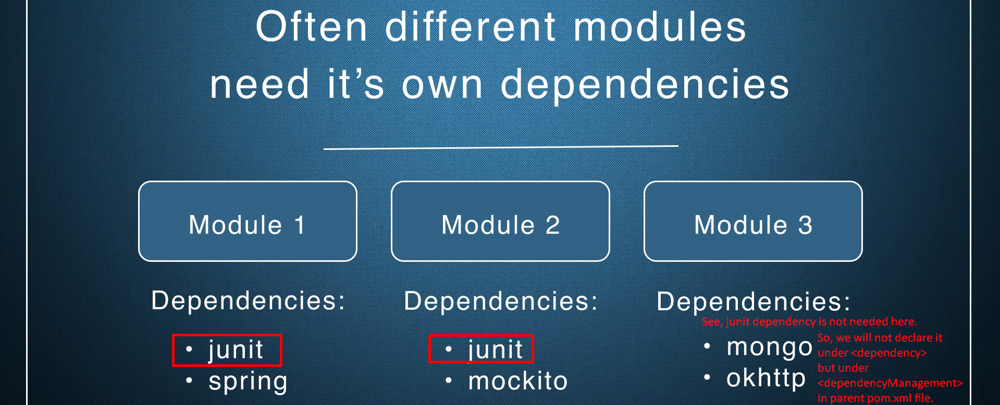 Often different modules
need it's own dependencies
Module 1
Module 2
Module 3
Dependencies:
• junit
• spring
Dependencies:
• junit
• mockito
Dependencies:
See, junit dependency is not needed here.
• mongo
• okhttp
So, we will not declare it
under <dependency>
but under
<dependencyManagement>
in parent pom.xml file.